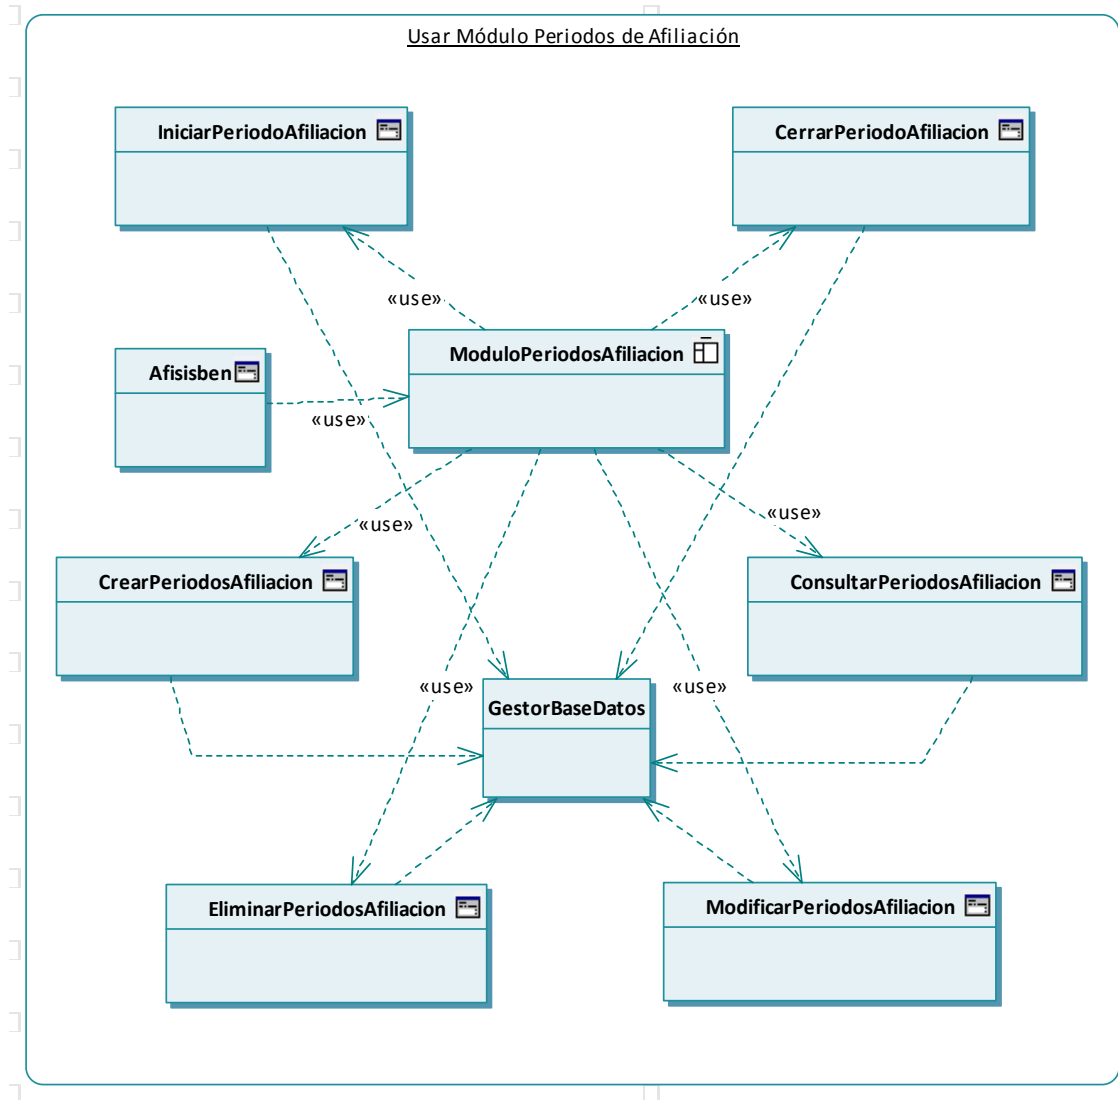 Usar Módulo Periodos de Afiliación
IniciarPeriodoAfiliacion
CerrarPeriodoAfiliacion
«use»
«use»
ModuloPeriodosAfiliacion
Afisisben
«use»
«use»
«use»
CrearPeriodosAfiliacion
ConsultarPeriodosAfiliacion
«use»
«use»
GestorBaseDatos
EliminarPeriodosAfiliacion
ModificarPeriodosAfiliacion